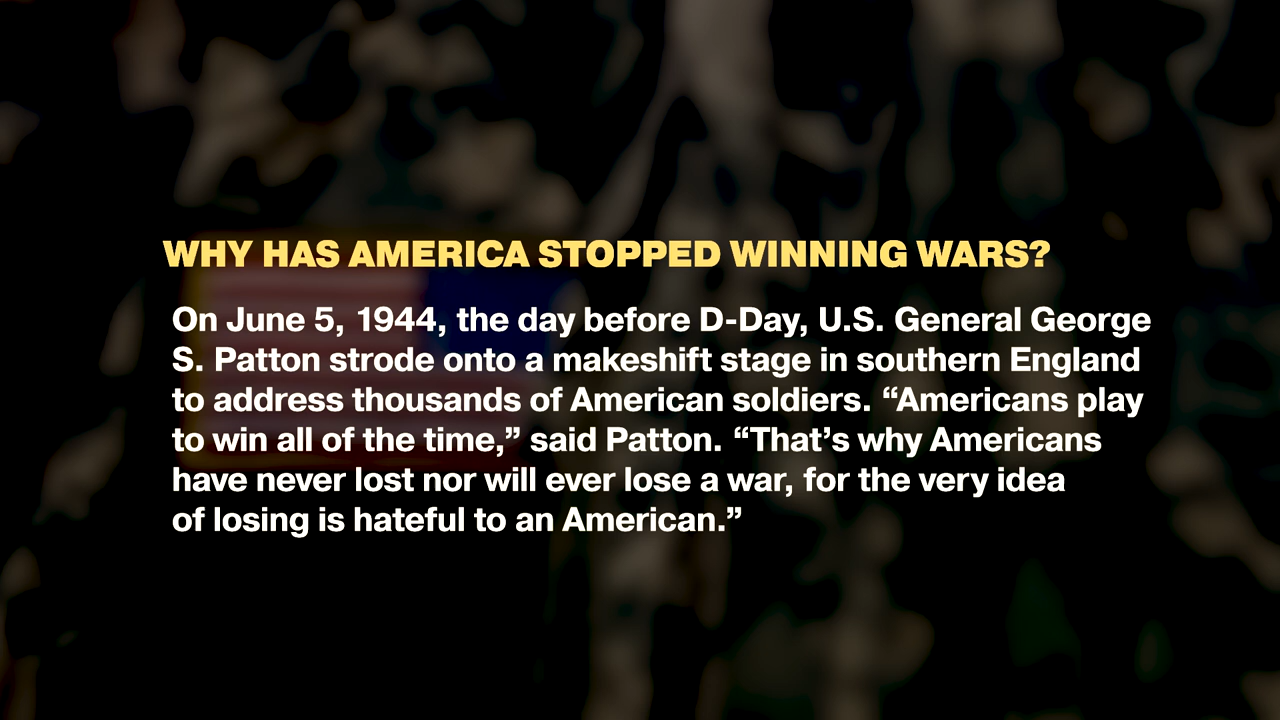 WHY HAS AMERICA STOPPED WINNING WARS?
On June 5, 1944, the day before D-Day, U.S. General George
S. Patton strode onto a makeshift stage in southern England
to address thousands of American soldiers. “Americans play
to win all of the time,” said Patton. “That’s why Americans
have never lost nor will ever lose a war, for the very idea
of losing is hateful to an American.”